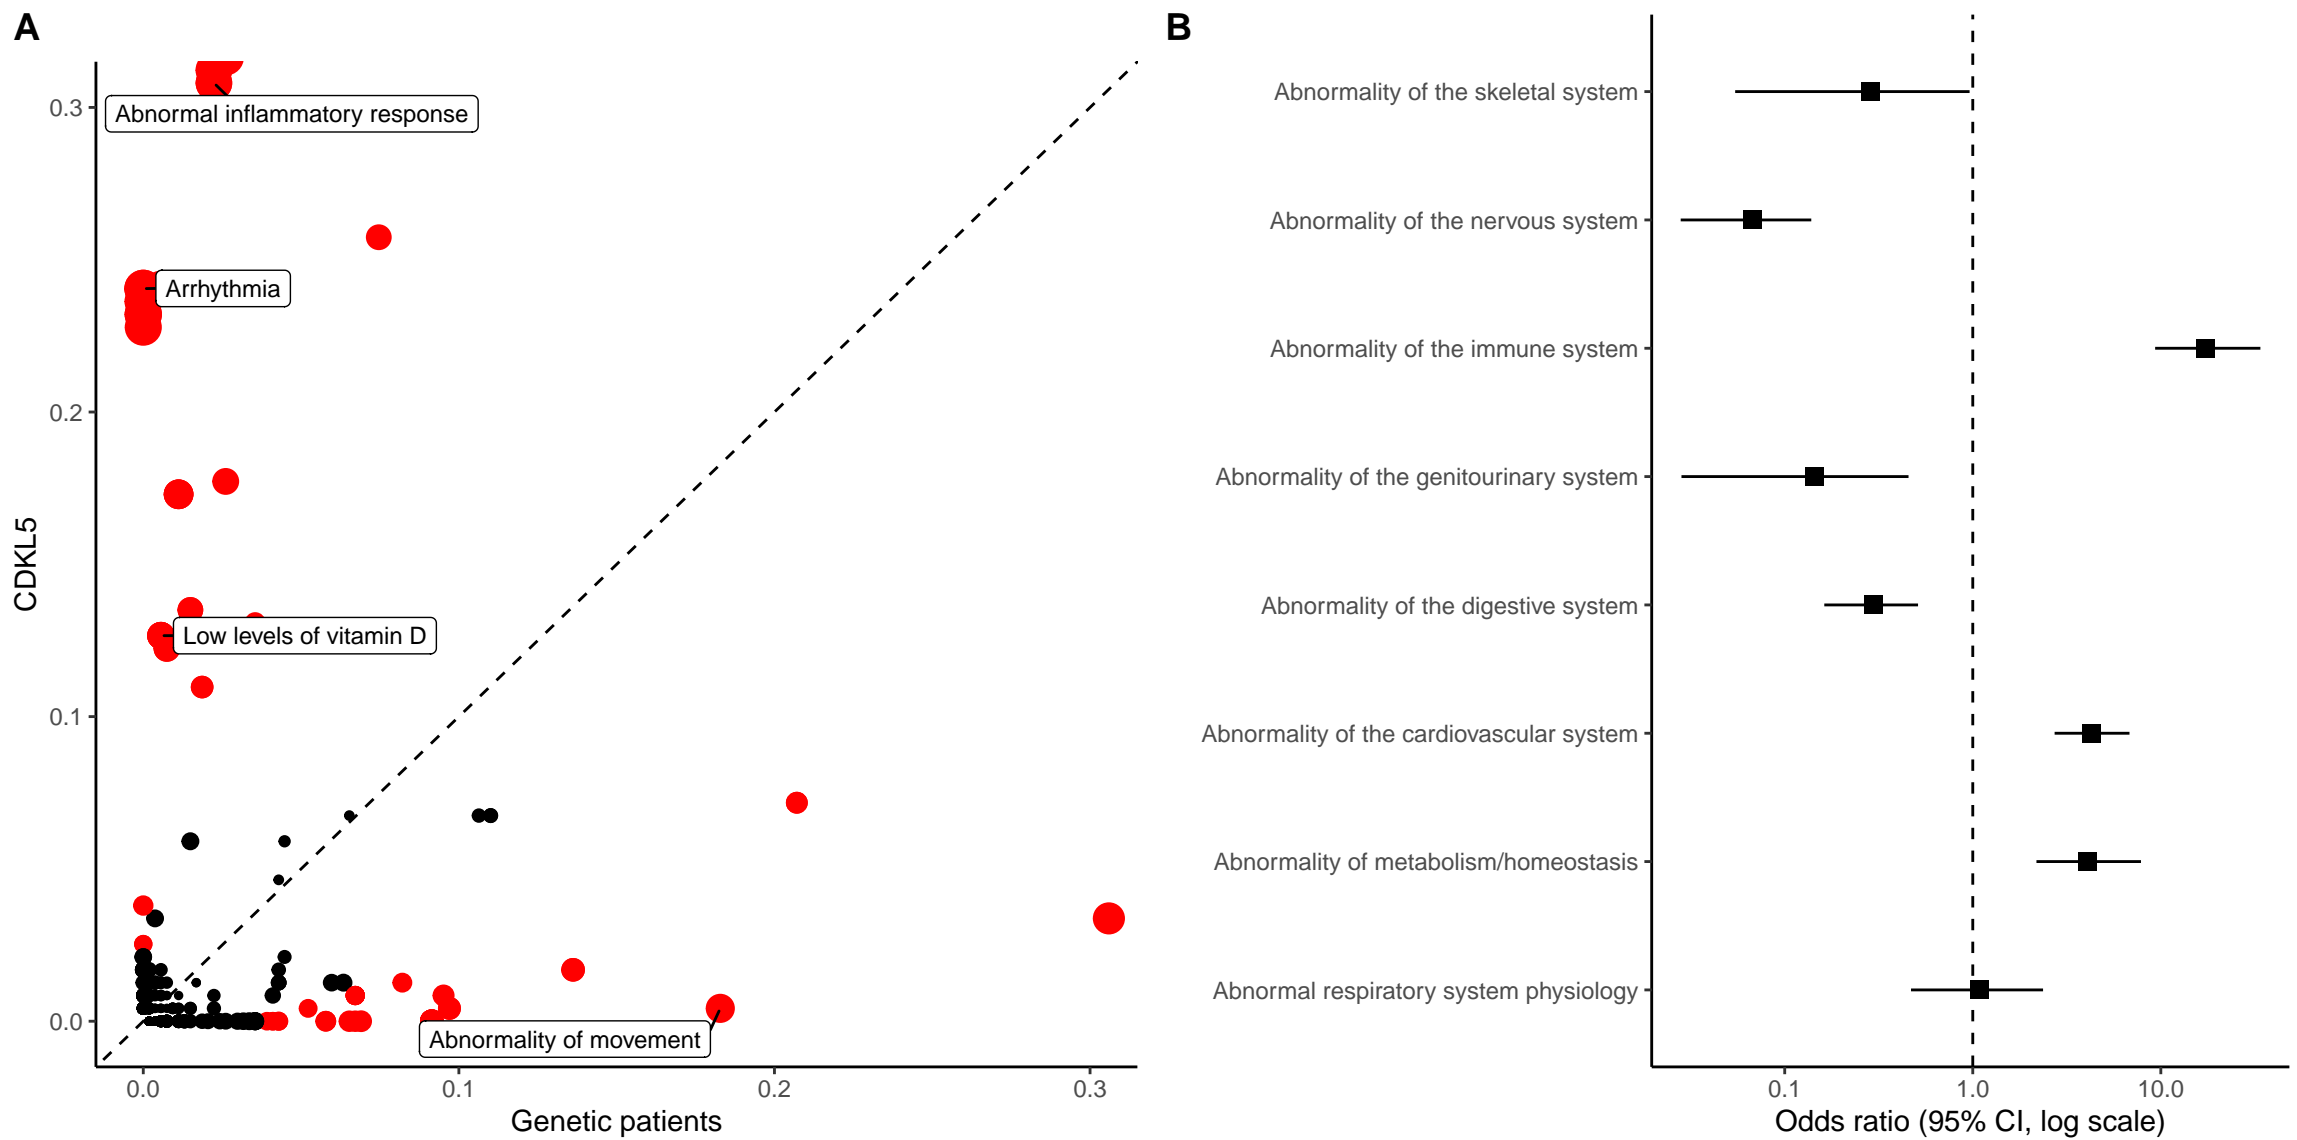 A
0.3
0.2
0.1
0.0
CDKL5
Abnormal inflammatory response
Arrhythmia
Low levels of vitamin D
Abnormality of movement
0.0
0.1
0.2
0.3
Genetic patients
B
Abnormality of the skeletal system
Abnormality of the nervous system
Abnormality of the immune system
Abnormality of the genitourinary system
Abnormality of the digestive system
Abnormality of the cardiovascular system
Abnormality of metabolism/homeostasis
Abnormal respiratory system physiology
0.1
1.0
10.0
Odds ratio (95% CI, log scale)